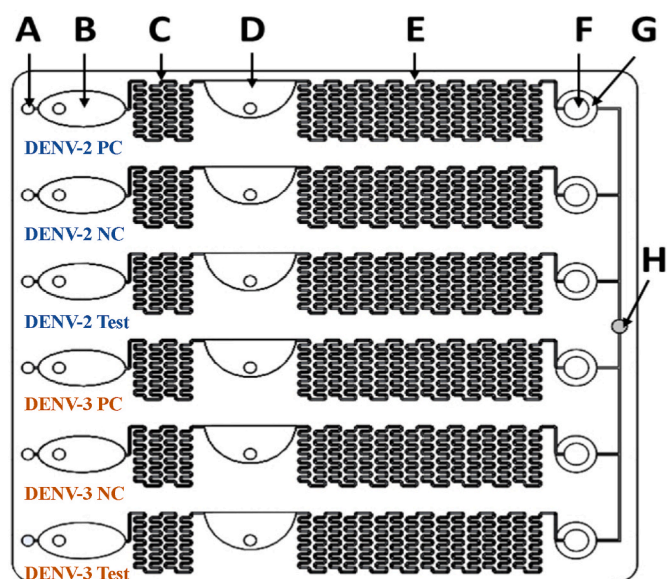 A B C D E F G
DENV-2 PC
DENV-2 NC
H
DENV-2 Test
DENV-3 PC
DENV-3 NC
DENV-3 Test